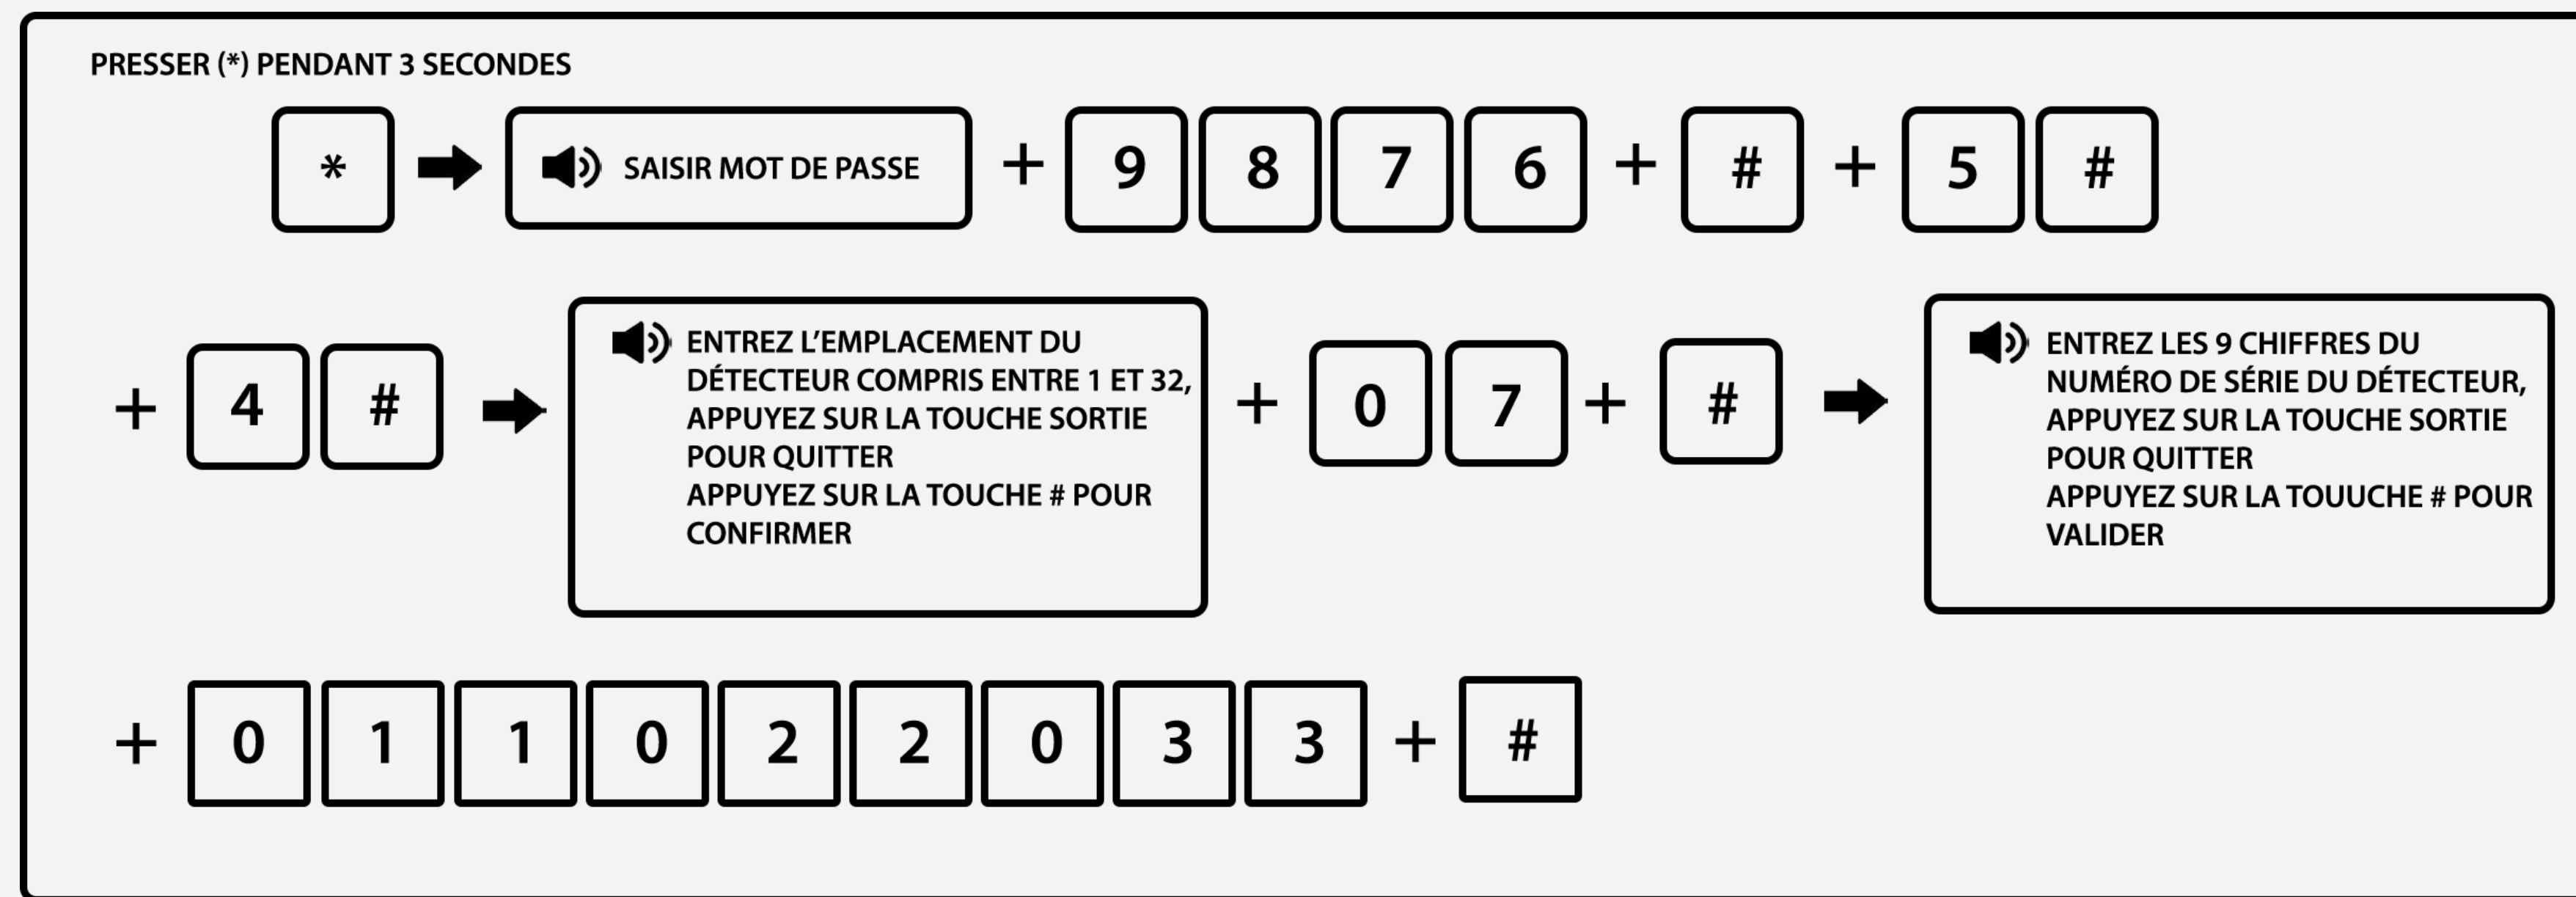 PRESSER (*) PENDANT 3 SECONDES
* SAISIR MOT DE PASSE + 9 8 7 6 + # + 5 #
+ 4 #
ENTREZ L'EMPLACEMENT DU
DÉTECTEUR COMPRIS ENTRE 1 ET 32,
APPUYEZ SUR LA TOUCHE SORTIE
POUR QUITTER
APPUYEZ SUR LA TOUCHE # POUR
CONFIRMER
+ 0 7 + #
ENTREZ LES 9 CHIFFRES DU
NUMÉRO DE SÉRIE DU DÉTECTEUR,
APPUYEZ SUR LA TOUCHE SORTIE
POUR QUITTER
APPUYEZ SUR LA TOUUCHE # POUR
VALIDER
+ 0 1 1 0 2 2 0 3 3 + #